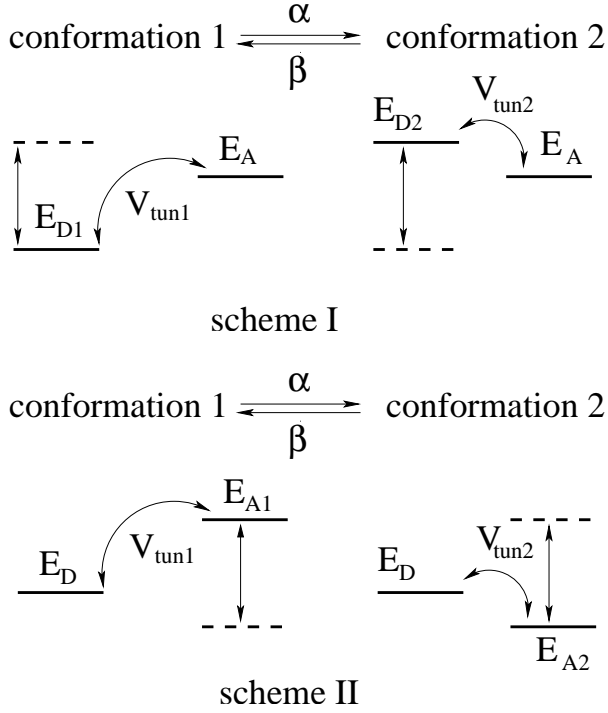 α
conformation 1 conformation 2
β
E_D2 V_tun2
E_A E_A
E_D1 V_tun1
scheme I
α
conformation 1 conformation 2
β
E_A1
V_tun1 V_tun2
E_D E_D
E_A2
scheme II